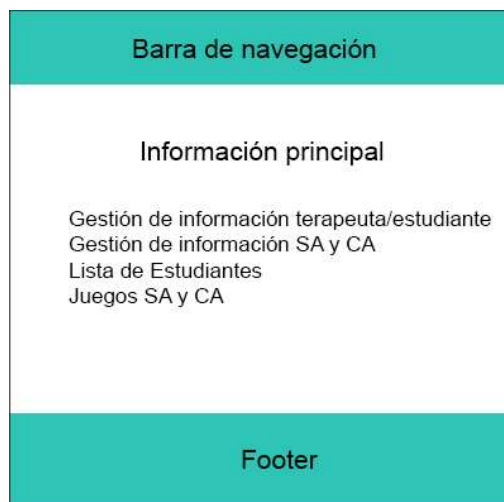 Barra de navegación
Información principal
Gestión de información terapeuta/estudiante
Gestión de información SA y CA
Lista de Estudiantes
Juegos SA y CA
Footer